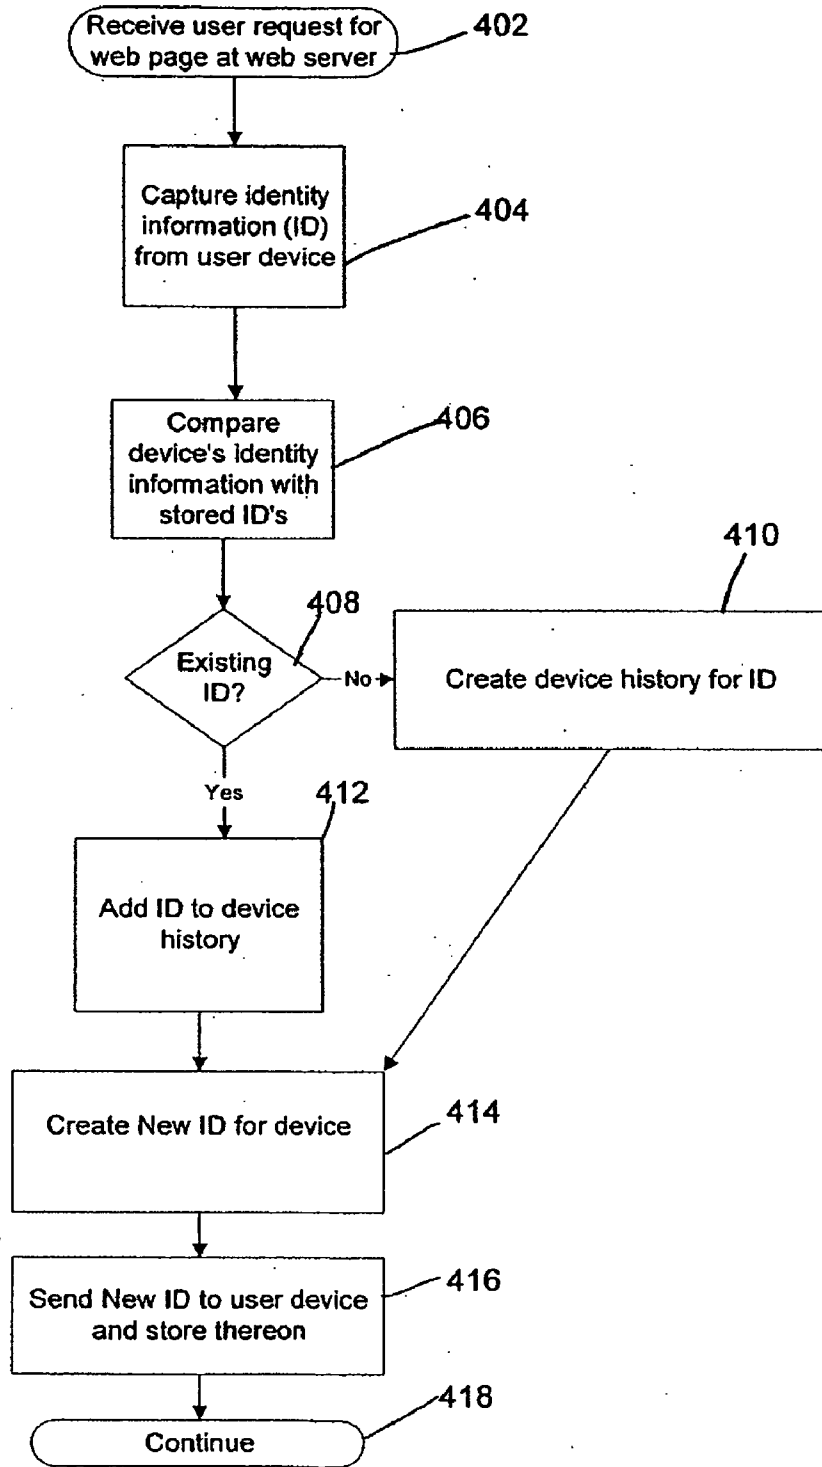 Receive user request for
web page at web server
402
Capture identity
information (ID)
from user device
404
Compare
device's identity
information with
stored ID's
406
410
408
Existing
ID?
No
Create device history for ID
Yes
412
Add ID to device
history
Create New ID for device
414
Send New ID to user device
and store thereon
416
Continue
418